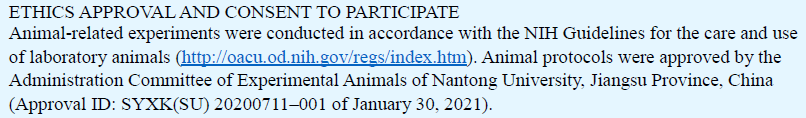 ETHICS APPROVAL AND CONSENT TO PARTICIPATE
Animal-related experiments were conducted in accordance with the NIH Guidelines for the care and use
of laboratory animals (http://oacu.od.nih.gov/regs/index.htm). Animal protocols were approved by the
Administration Committee of Experimental Animals of Nantong University, Jiangsu Province, China
(Approval ID: SYXK(SU) 20200711–001 of January 30, 2021).